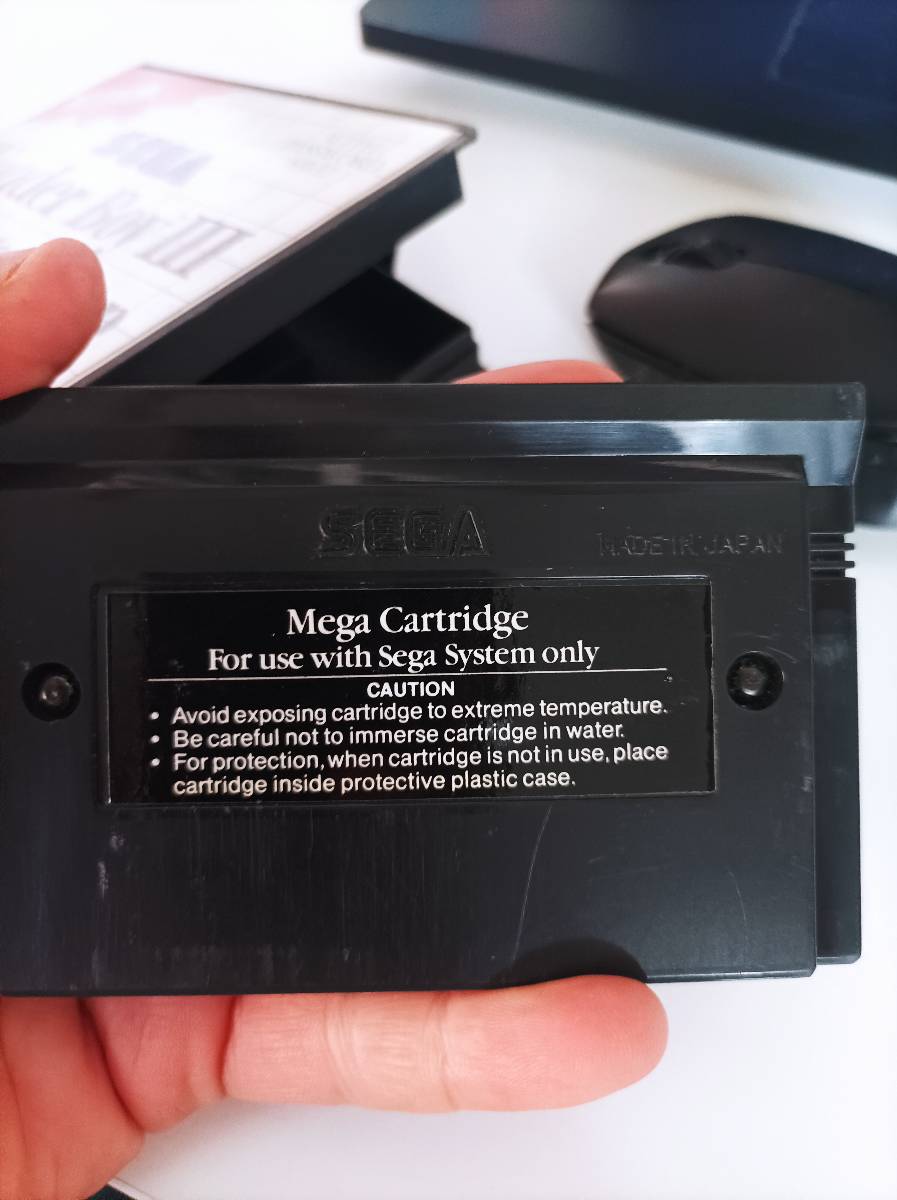 SEGA
III
SEGA
MADE IN JAPAN
Mega Cartridge
For use with Sega System only
CAUTION
• Avoid exposing cartridge to extreme temperature.
• Be careful not to immerse cartridge in water.
• For protection, when cartridge is not in use, place
cartridge inside protective plastic case.